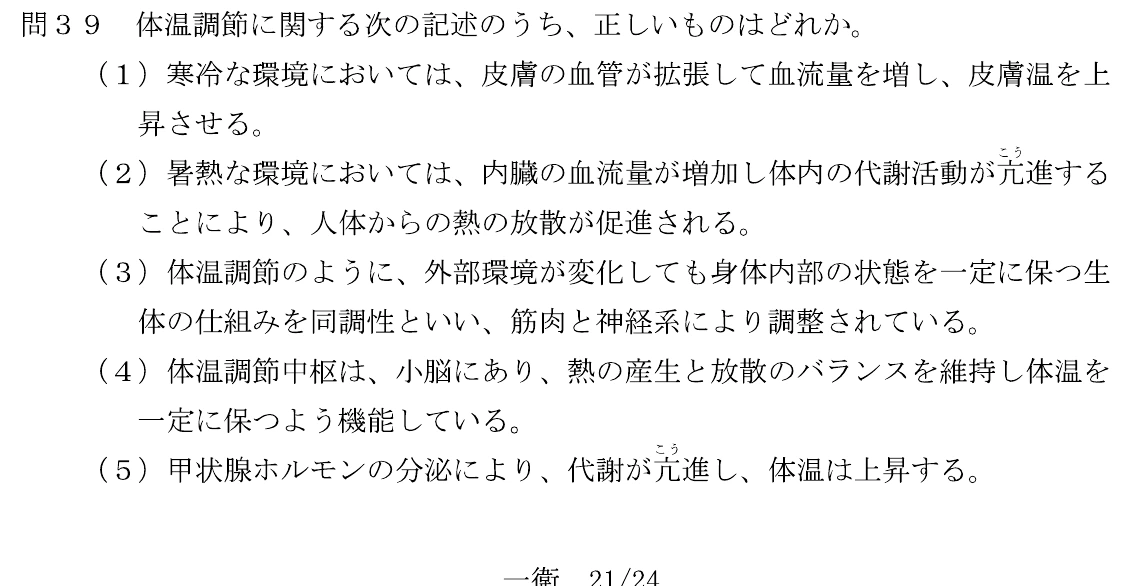 問39 体温調節に関する次の記述のうち、正しいものはどれか。
(1)寒冷な環境においては、皮膚の血管が拡張して血流量を増し、皮膚温を上
昇させる。
こう
(2)暑熱な環境においては、内臓の血流量が増加し体内の代謝活動が亢進する
ことにより、人体からの熱の放散が促進される。
(3)体温調節のように、外部環境が変化しても身体内部の状態を一定に保つ生
体の仕組みを同調性といい、筋肉と神経系により調整されている。
(4)体温調節中枢は、小脳にあり、熱の産生と放散のバランスを維持し体温を
一定に保つよう機能している。
こう
(5)甲状腺ホルモンの分泌により、代謝が亢進し、体温は上昇する。
一衛 21/24